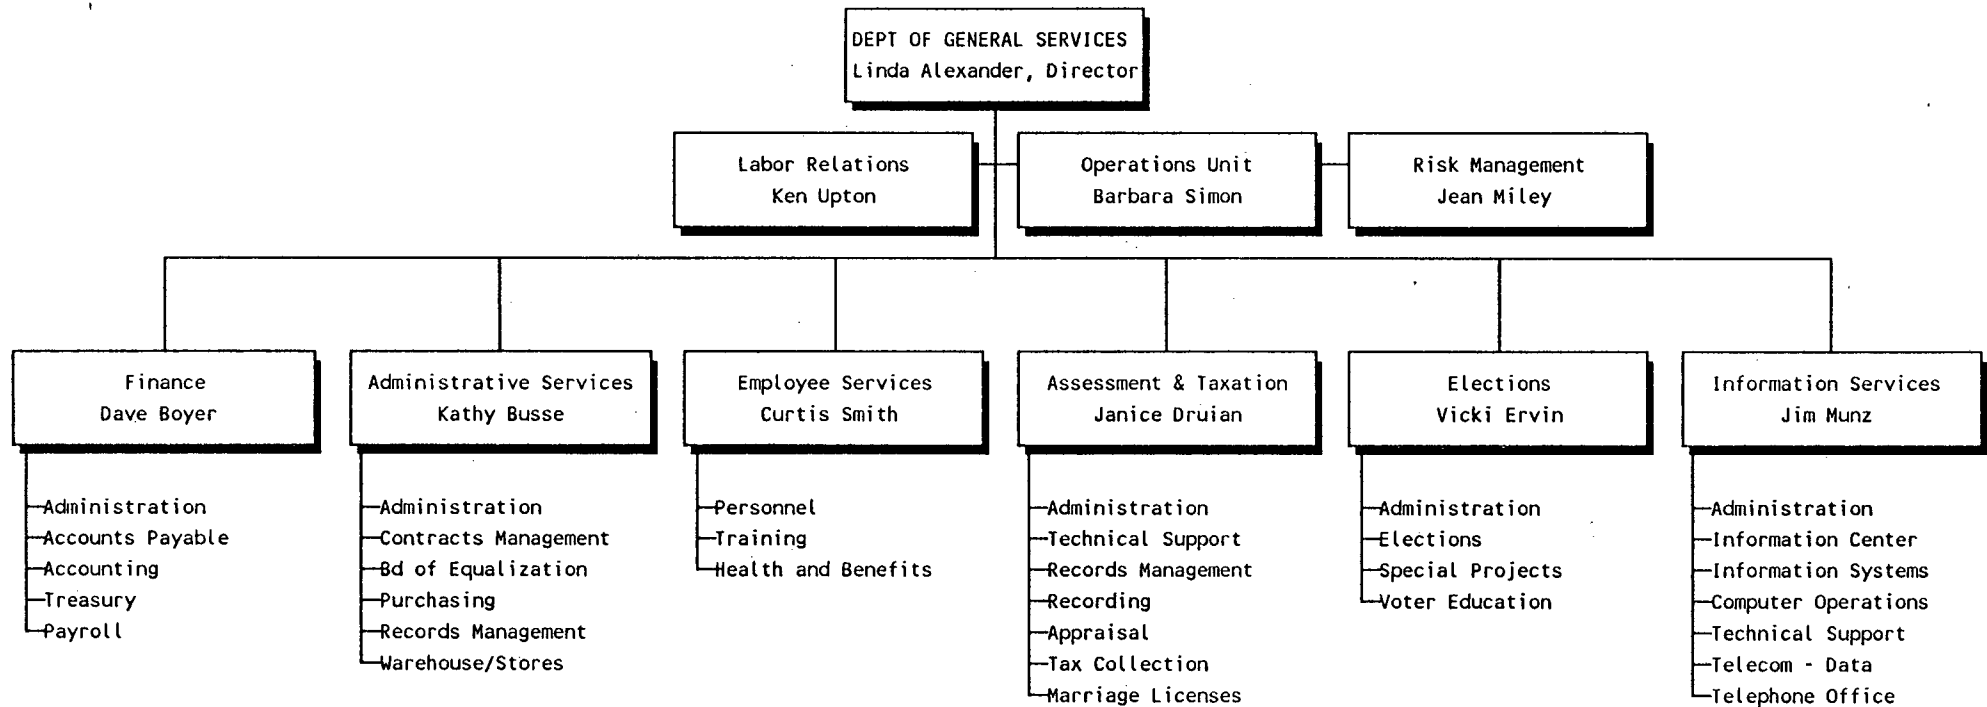 DEPT OF GENERAL SERVICES
Linda Alexander, Director
Labor Relations
Ken Upton
Operations Unit
Barbara Simon
Risk Management
Jean Miley
Finance
Dave Boyer
Administration
Accounts Payable
Accounting
Treasury
Payroll
Administrative Services
Kathy Busse
Administration
Contracts Management
Bd of Equalization
Purchasing
Records Management
Warehouse/Stores
Employee Services
Curtis Smith
Personnel
Training
Health and Benefits
Assessment & Taxation
Janice Druian
Administration
Technical Support
Records Management
Recording
Appraisal
Tax Collection
Marriage Licenses
Elections
Vicki Ervin
Administration
Elections
Special Projects
Voter Education
Information Services
Jim Munz
Administration
Information Center
Information Systems
Computer Operations
Technical Support
Telecom - Data
Telephone Office